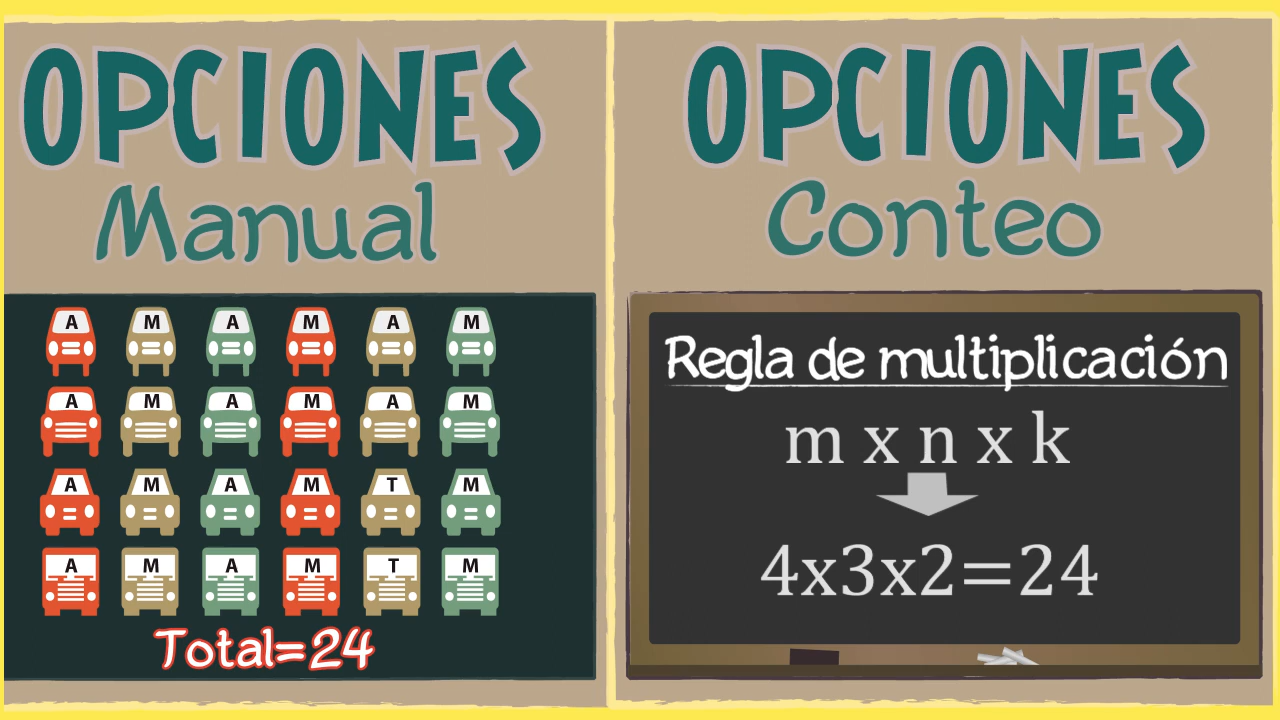 OPCIONES
Manual
A M A M A M
A M A M A M
A M A M T M
A M A M T M
Total=24
OPCIONES
Conteo
Regla de multiplicación
m x n x k
4x3x2=24